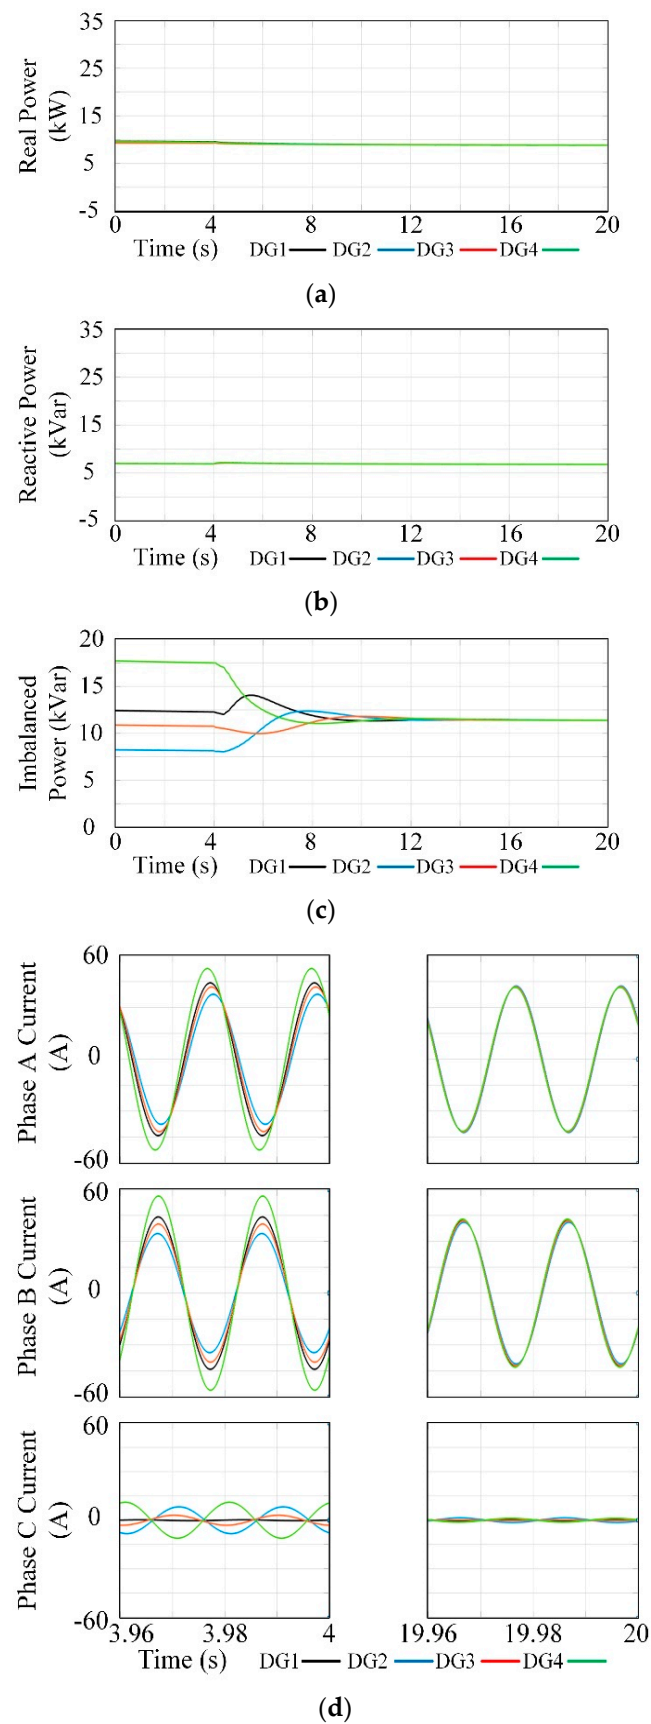 Real Power
(kW)
35
25
15
5
-5
0 4 8 12 16 20
Time (s) DG1 DG2 DG3 DG4
(a)
Reactive Power
(kVar)
35
25
15
5
-5
0 4 8 12 16 20
Time (s) DG1 DG2 DG3 DG4
(b)
Imbalanced
Power (kVar)
20
15
10
5
0
0 4 8 12 16 20
Time (s) DG1 DG2 DG3 DG4
(c)
Phase A Current
(A)
60
0
-60
Phase B Current
(A)
60
0
-60
Phase C Current
(A)
60
0
-60
3.96 3.98 4 19.96 19.98 20
Time (s) DG1 DG2 DG3 DG4
(d)